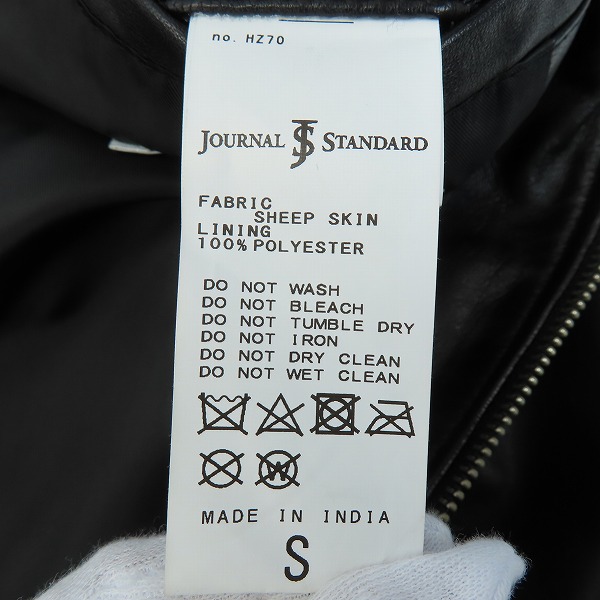 no. HZ70
JOURNAL JS STANDARD
FABRIC
SHEEP SKIN
LINING
100% POLYESTER
DO NOT WASH
DO NOT BLEACH
DO NOT TUMBLE DRY
DO NOT IRON
DO NOT DRY CLEAN
DO NOT WET CLEAN
W
MADE IN INDIA
S